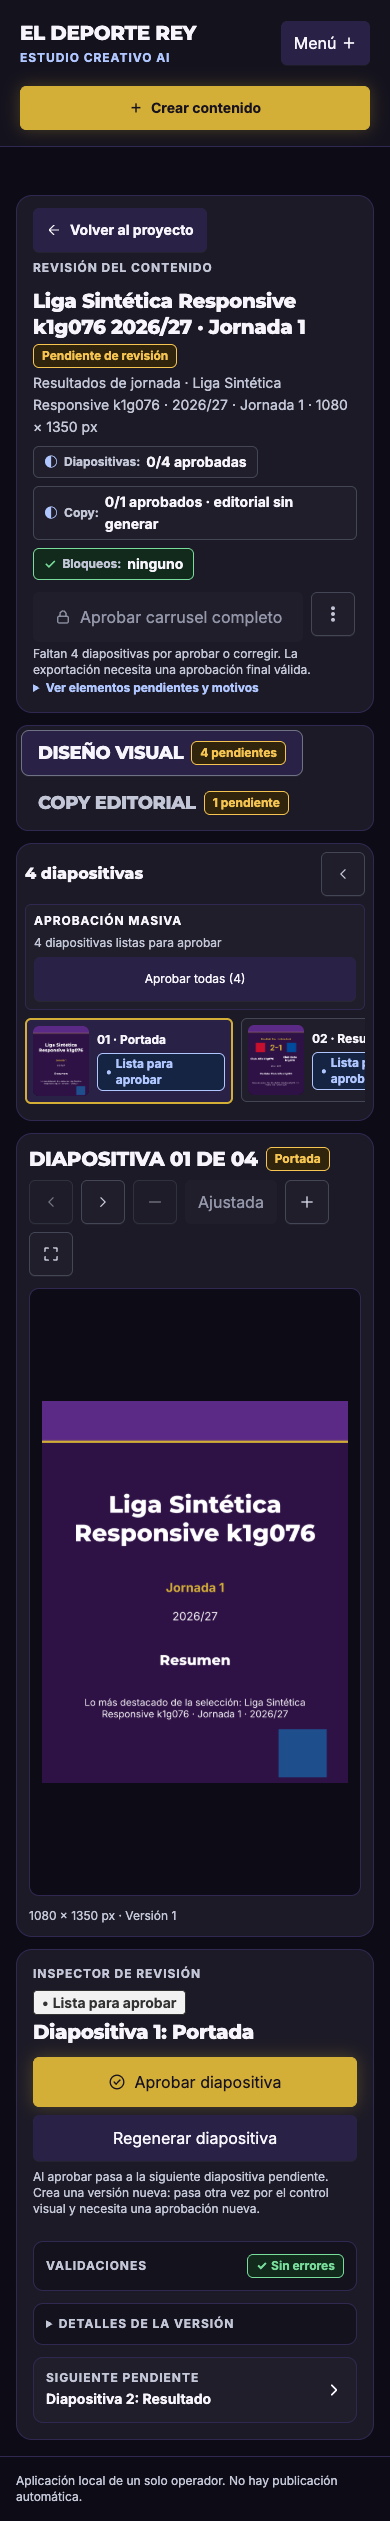 EL DEPORTE REY
ESTUDIO CREATIVO AI
Menú +
+ Crear contenido
← Volver al proyecto
REVISIÓN DEL CONTENIDO
Liga Sintética Responsive
k1g076 2026/27 · Jornada 1
Pendiente de revisión
Resultados de jornada · Liga Sintética
Responsive k1g076 · 2026/27 · Jornada 1 · 1080
× 1350 px
Diapositivas: 0/4 aprobadas
Copy: 0/1 aprobados · editorial sin
generar
✓ Bloqueos: ninguno
Aprobar carrusel completo
Faltan 4 diapositivas por aprobar o corregir. La
exportación necesita una aprobación final válida.
▸ Ver elementos pendientes y motivos
DISEÑO VISUAL 4 pendientes
COPY EDITORIAL 1 pendiente
4 diapositivas
APROBACIÓN MASIVA
4 diapositivas listas para aprobar
Aprobar todas (4)
Liga Sintética
Responsive k1g076
Resumen
01 · Portada
• Lista para
aprobar
2-1
02 · Resu
• Lista p
aprob
DIAPOSITIVA 01 DE 04 Portada
Ajustada
Liga Sintética
Responsive k1g076
Jornada 1
2026/27
Resumen
Lo más destacado de la selección: Liga Sintética
Responsive k1g076 · Jornada 1 · 2026/27
1080 × 1350 px · Versión 1
INSPECTOR DE REVISIÓN
• Lista para aprobar
Diapositiva 1: Portada
Aprobar diapositiva
Regenerar diapositiva
Al aprobar pasa a la siguiente diapositiva pendiente.
Crea una versión nueva: pasa otra vez por el control
visual y necesita una aprobación nueva.
VALIDACIONES ✓ Sin errores
▸ DETALLES DE LA VERSIÓN
SIGUIENTE PENDIENTE
Diapositiva 2: Resultado
Aplicación local de un solo operador. No hay publicación
automática.